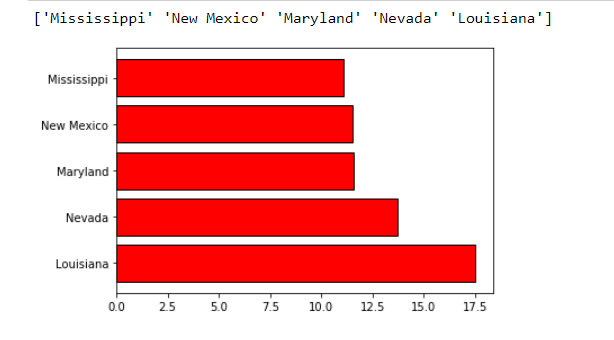 ['Mississippi' 'New Mexico' 'Maryland' 'Nevada' 'Louisiana']
Mississippi
New Mexico
Maryland
Nevada
Louisiana
0.0 2.5 5.0 7.5 10.0 12.5 15.0 17.5